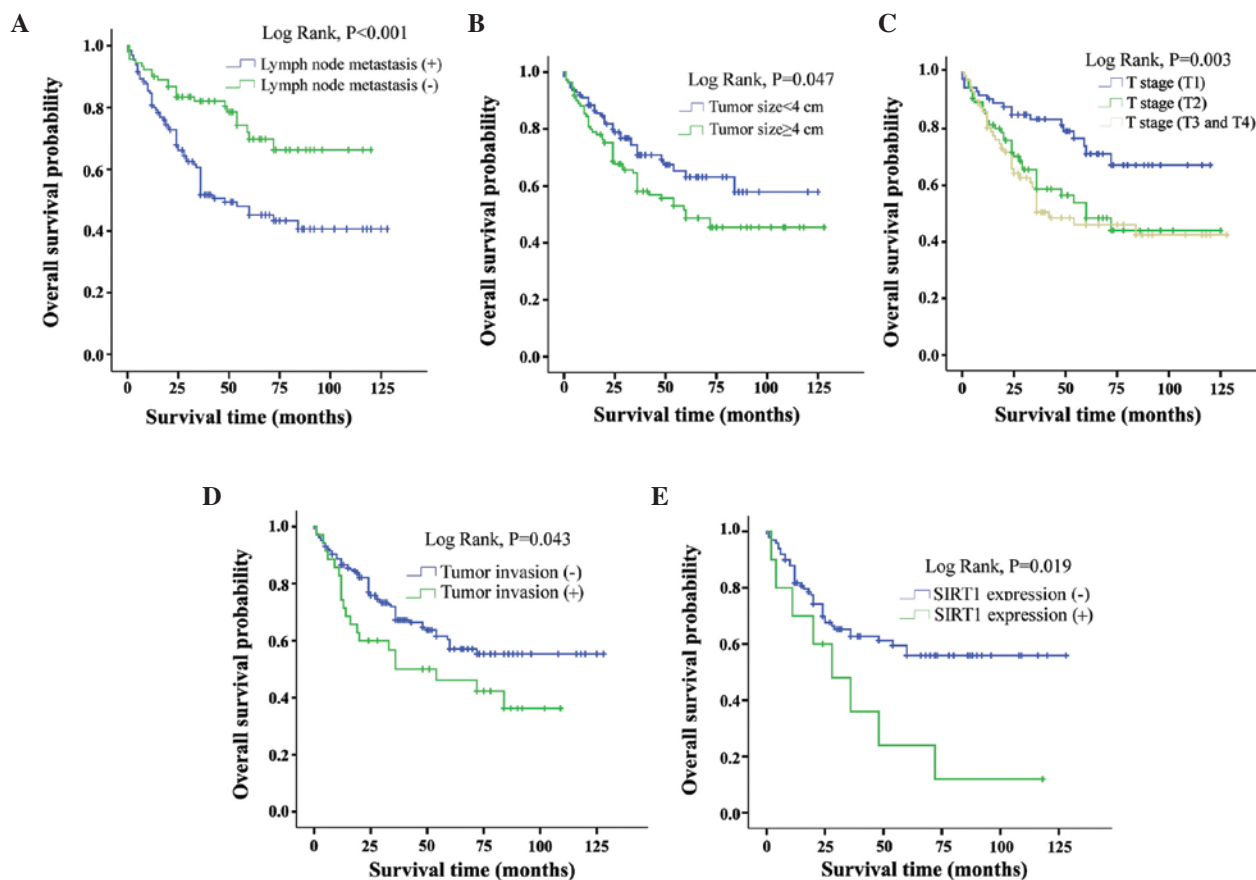 A
Log Rank, P<0.001
Lymph node metastasis (+)
Lymph node metastasis (-)
Overall survival probability
1.0
0.8
0.6
0.4
0.2
0.0
0 25 50 75 100 125
Survival time (months)
B
Log Rank, P=0.047
Tumor size<4 cm
Tumor size≥4 cm
Overall survival probability
1.0
0.8
0.6
0.4
0.2
0.0
0 25 50 75 100 125
Survival time (months)
C
Log Rank, P=0.003
T stage (T1)
T stage (T2)
T stage (T3 and T4)
Overall survival probability
1.0
0.8
0.6
0.4
0.2
0.0
0 25 50 75 100 125
Survival time (months)
D
Log Rank, P=0.043
Tumor invasion (-)
Tumor invasion (+)
Overall survival probability
1.0
0.8
0.6
0.4
0.2
0.0
0 25 50 75 100 125
Survival time (months)
E
Log Rank, P=0.019
SIRT1 expression (-)
SIRT1 expression (+)
Overall survival probability
1.0
0.8
0.6
0.4
0.2
0.0
0 25 50 75 100 125
Survival time (months)